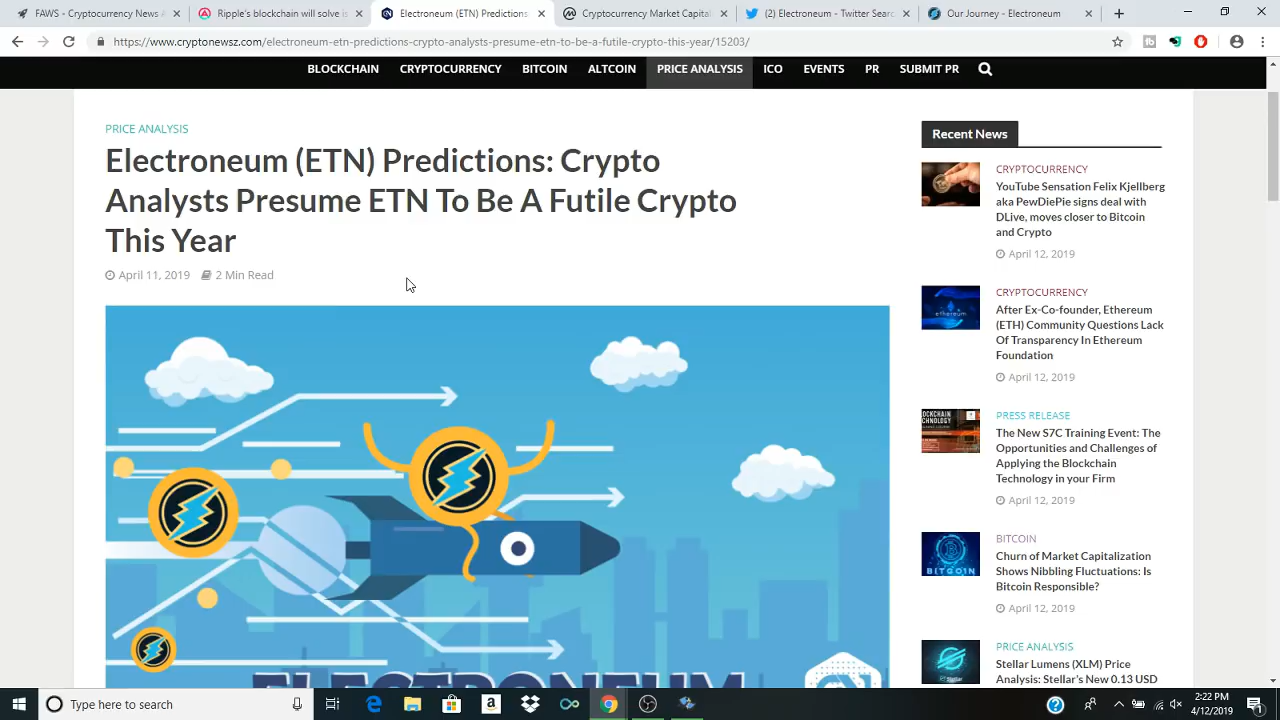 FAWS - Cryptocurrency News
Ripple's blockchain will solve i
Electroneum (ETN) Predictions:
Cryptocurrency Market Capital
(2) Electroneum - Twitter Searc
Our Journey - Electroneum
https://www.cryptonewsz.com/electroneum-etn-predictions-crypto-analysts-presume-etn-to-be-a-futile-crypto-this-year/15203/
BLOCKCHAIN CRYPTOCURRENCY BITCOIN ALTCOIN PRICE ANALYSIS ICO EVENTS PR SUBMIT PR
PRICE ANALYSIS
Electroneum (ETN) Predictions: Crypto
Analysts Presume ETN To Be A Futile Crypto
This Year
April 11, 2019 2 Min Read
ELECTRONEUM
Recent News
CRYPTOCURRENCY
YouTube Sensation Felix Kjellberg
aka PewDiePie signs deal with
DLive, moves closer to Bitcoin
and Crypto
April 12, 2019
ethereum
CRYPTOCURRENCY
After Ex-Co-founder, Ethereum
(ETH) Community Questions Lack
Of Transparency In Ethereum
Foundation
April 12, 2019
PRESS RELEASE
The New S7C Training Event: The
Opportunities and Challenges of
Applying the Blockchain
Technology in your Firm
April 12, 2019
BITCOIN
BITCOIN
Churn of Market Capitalization
Shows Nibbling Fluctuations: Is
Bitcoin Responsible?
April 12, 2019
PRICE ANALYSIS
Stellar Lumens (XLM) Price
Analysis: Stellar's New 0.13 USD
Type here to search
2:22 PM
4/12/2019